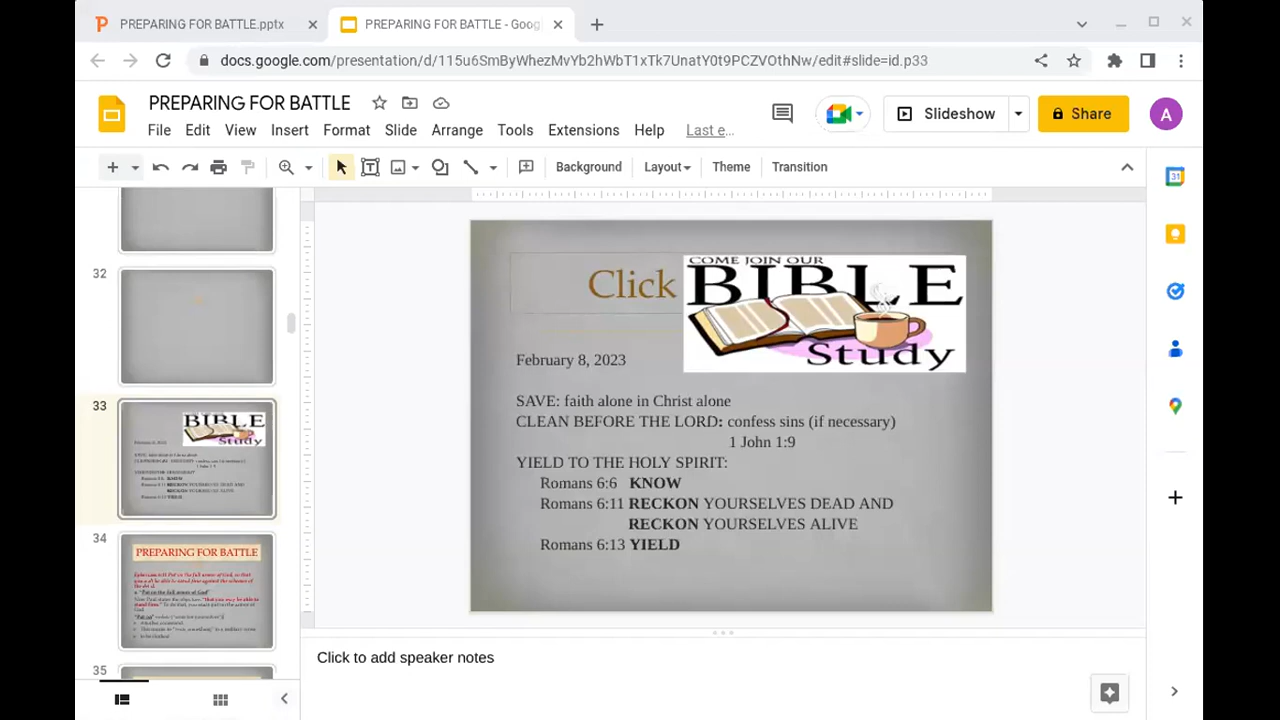 PREPARING FOR BATTLE.pptx
PREPARING FOR BATTLE - Goog
docs.google.com/presentation/d/115u6SmByWhezMvYb2hWbT1xTk7UnatY0t9PCZVOthNw/edit#slide=id.p33
PREPARING FOR BATTLE
File Edit View Insert Format Slide Arrange Tools Extensions Help Last e...
Slideshow
Share
A
Background Layout Theme Transition
31
32
33
BIBLE
Study
34
PREPARING FOR BATTLE
35
Click
COME JOIN OUR
BIBLE
Study
February 8, 2023
SAVE: faith alone in Christ alone
CLEAN BEFORE THE LORD: confess sins (if necessary)
1 John 1:9
YIELD TO THE HOLY SPIRIT:
Romans 6:6 KNOW
Romans 6:11 RECKON YOURSELVES DEAD AND
RECKON YOURSELVES ALIVE
Romans 6:13 YIELD
Click to add speaker notes